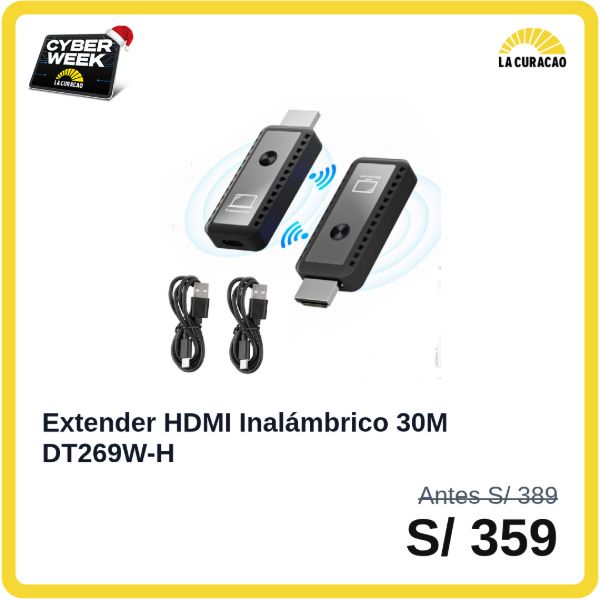 CYBER
WEEK
LA CURACAO
LA CURACAO
Extender HDMI Inalámbrico 30M
DT269W-H
Antes S/ 389
S/ 359